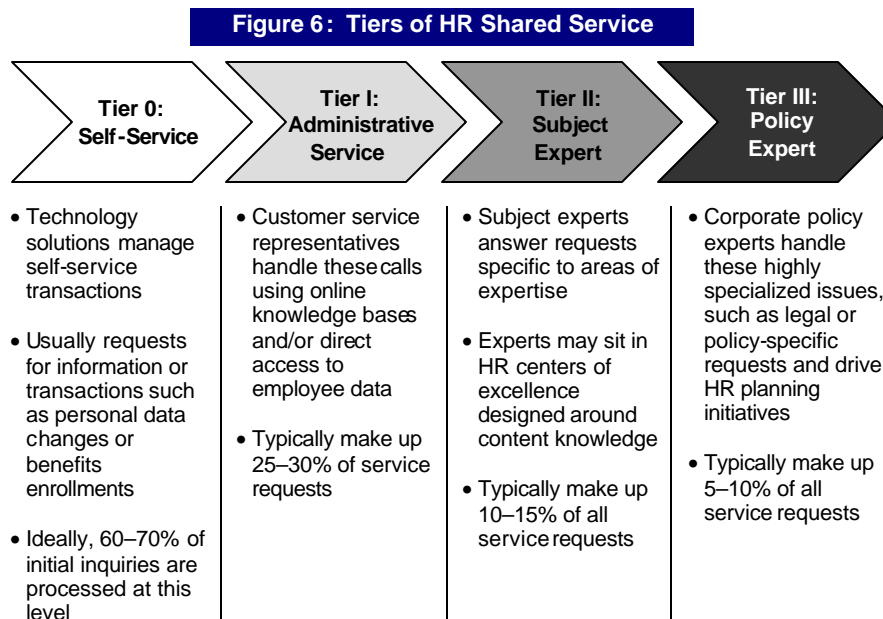 Figure 6: Tiers of HR Shared Service
Tier 0:
Self-Service
Tier I:
Administrative
Service
Tier II:
Subject
Expert
Tier III:
Policy
Expert
• Technology
solutions manage
self-service
transactions
• Usually requests
for information or
transactions such
as personal data
changes or
benefits
enrollments
• Ideally, 60–70% of
initial inquiries are
processed at this
level
• Customer service
representatives
handle these calls
using online
knowledge bases
and/or direct
access to
employee data
• Typically make up
25–30% of service
requests
• Subject experts
answer requests
specific to areas of
expertise
• Experts may sit in
HR centers of
excellence
designed around
content knowledge
• Typically make up
10–15% of all
service requests
• Corporate policy
experts handle
these highly
specialized issues,
such as legal or
policy-specific
requests and drive
HR planning
initiatives
• Typically make up
5–10% of all
service requests